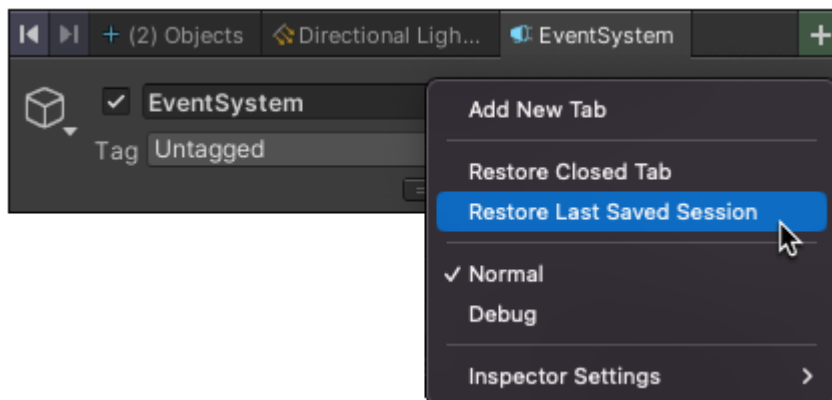 (2) Objects
Directional Ligh...
EventSystem
EventSystem
Tag Untagged
Add New Tab
Restore Closed Tab
Restore Last Saved Session
Normal
Debug
Inspector Settings